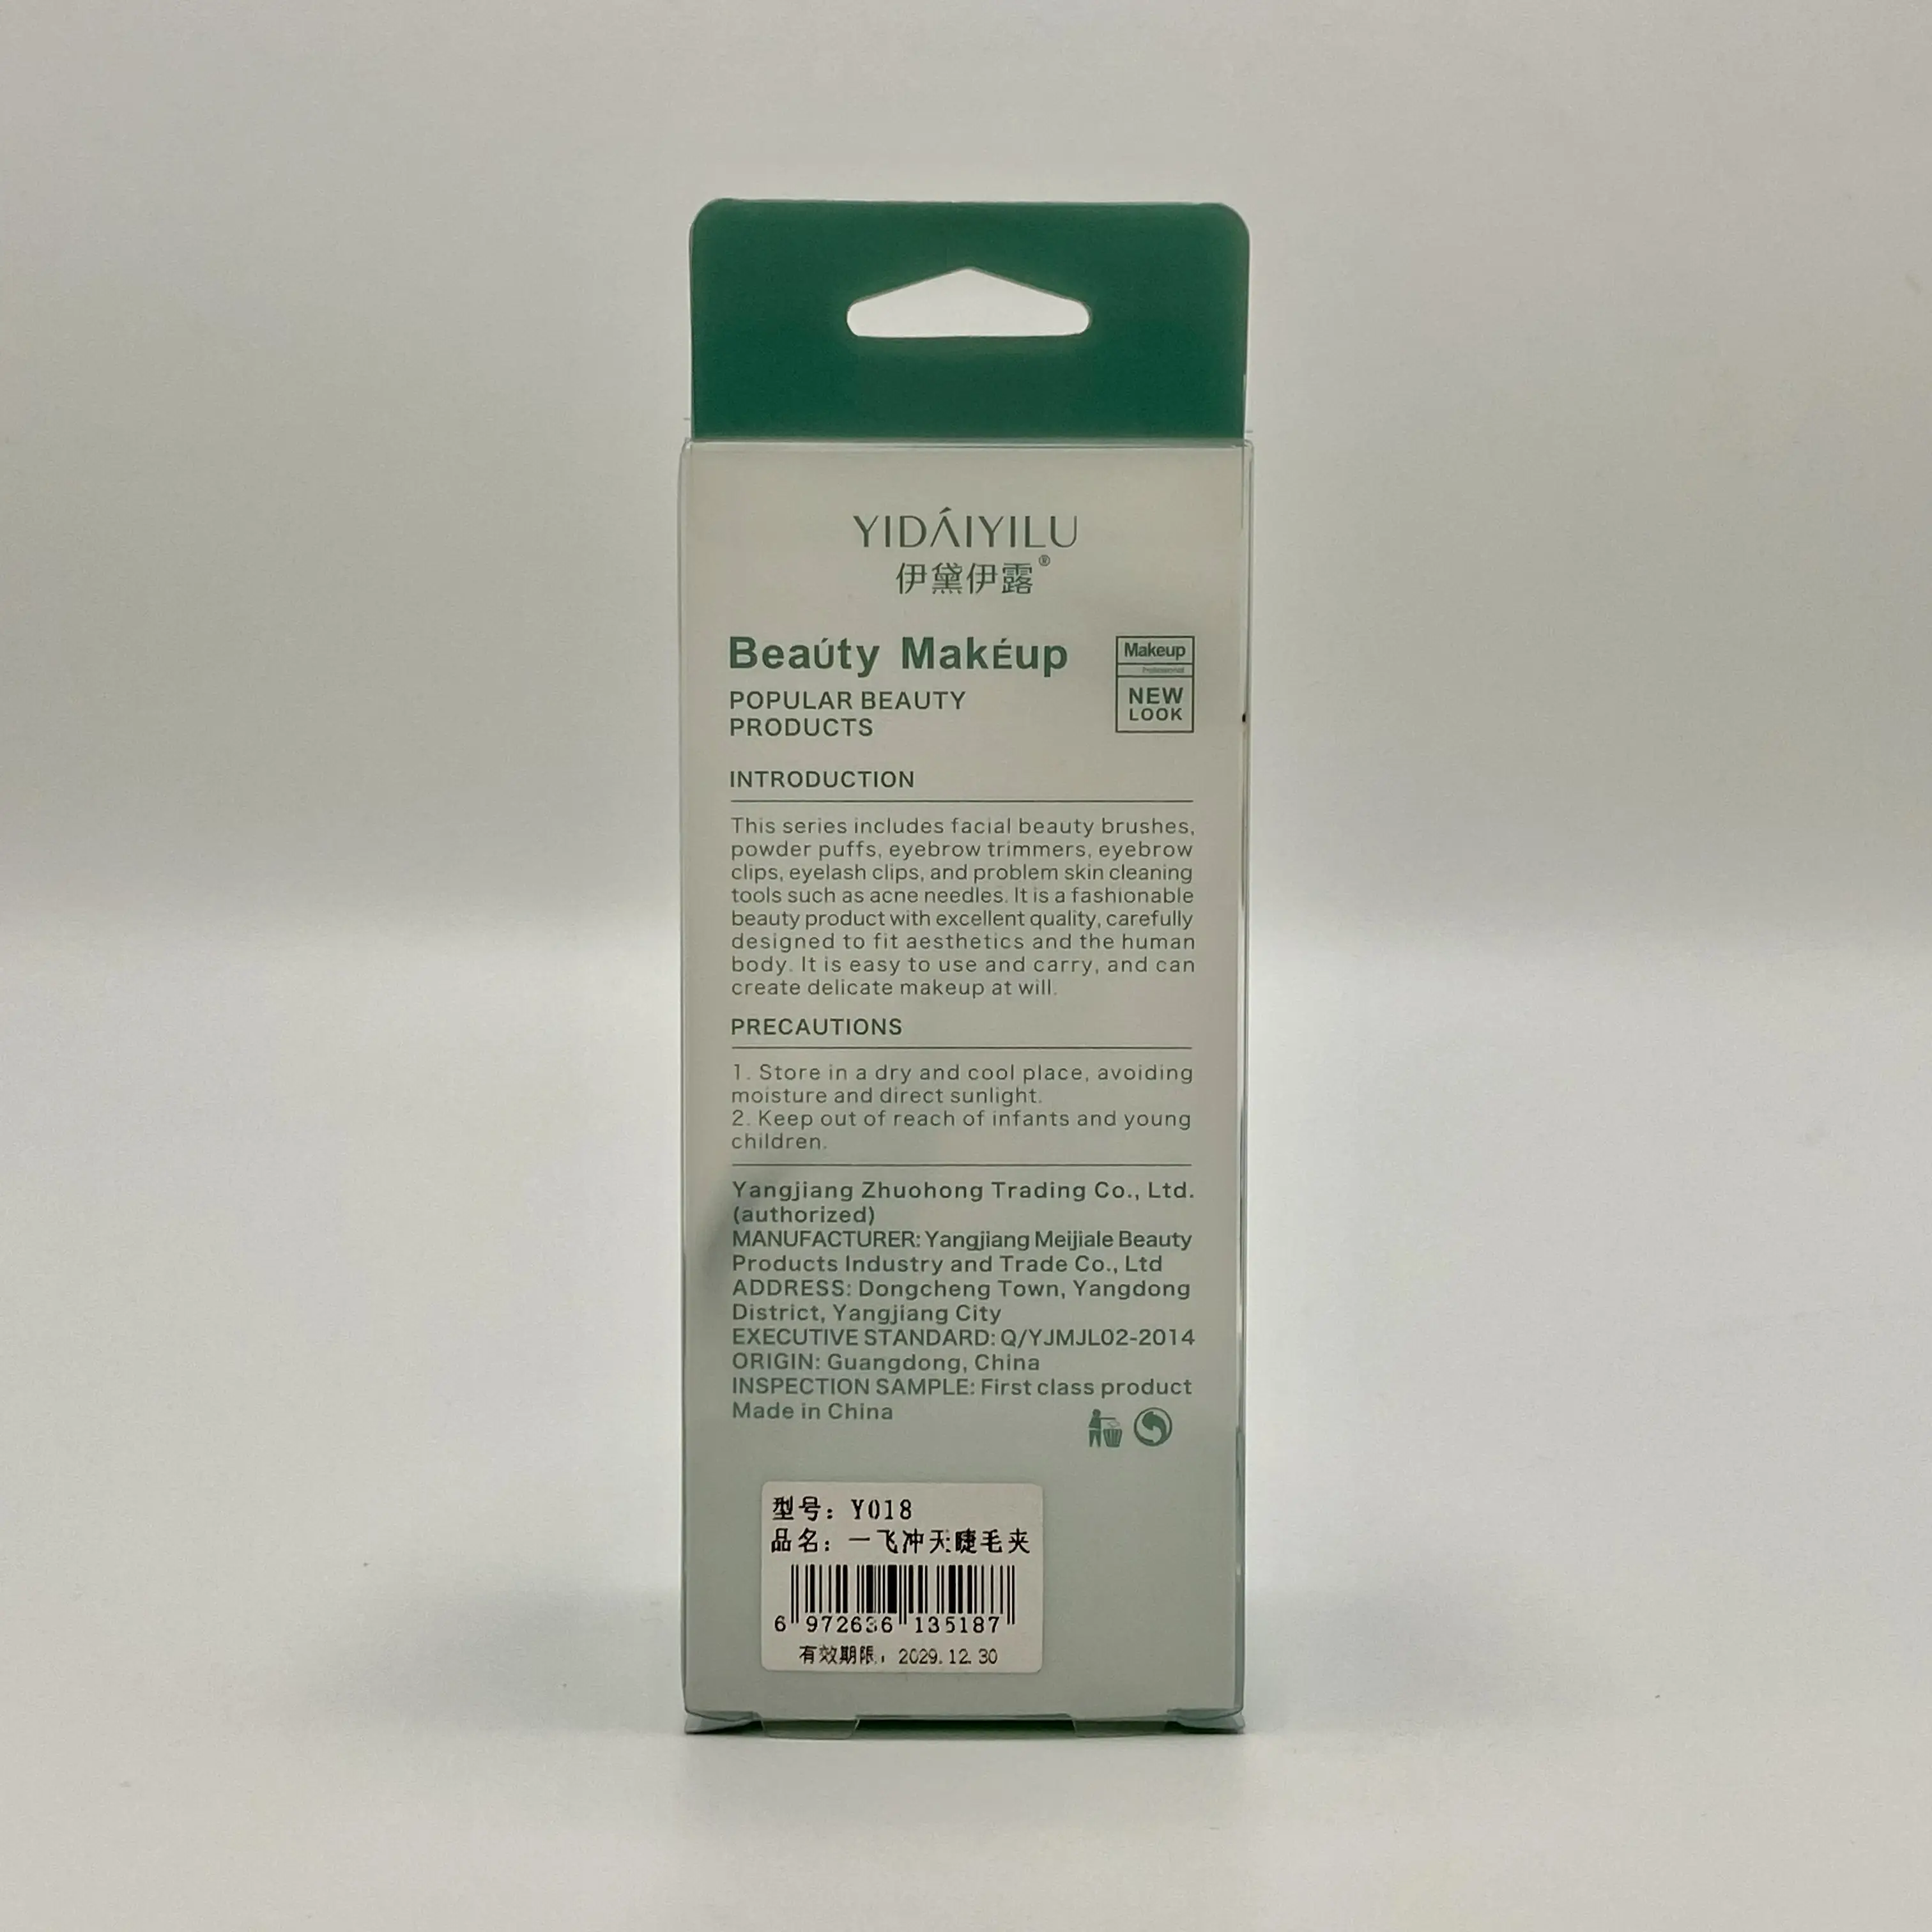 YIDÁIYILU
伊黛伊露®
Beaúty MakÉup
POPULAR BEAUTY
PRODUCTS
Makeup
Professional
NEW
LOOK
INTRODUCTION
This series includes facial beauty brushes,
powder puffs, eyebrow trimmers, eyebrow
clips, eyelash clips, and problem skin cleaning
tools such as acne needles. It is a fashionable
beauty product with excellent quality, carefully
designed to fit aesthetics and the human
body. It is easy to use and carry, and can
create delicate makeup at will.
PRECAUTIONS
1. Store in a dry and cool place, avoiding
moisture and direct sunlight.
2. Keep out of reach of infants and young
children.
Yangjiang Zhuohong Trading Co., Ltd.
(authorized)
MANUFACTURER: Yangjiang Meijiale Beauty
Products Industry and Trade Co., Ltd
ADDRESS: Dongcheng Town, Yangdong
District, Yangjiang City
EXECUTIVE STANDARD: Q/YJMJL02-2014
ORIGIN: Guangdong, China
INSPECTION SAMPLE: First class product
Made in China
型号: Y018
品名: 一飞冲天睫毛夹
6 972636 135187
有效期限: 2029.12.30